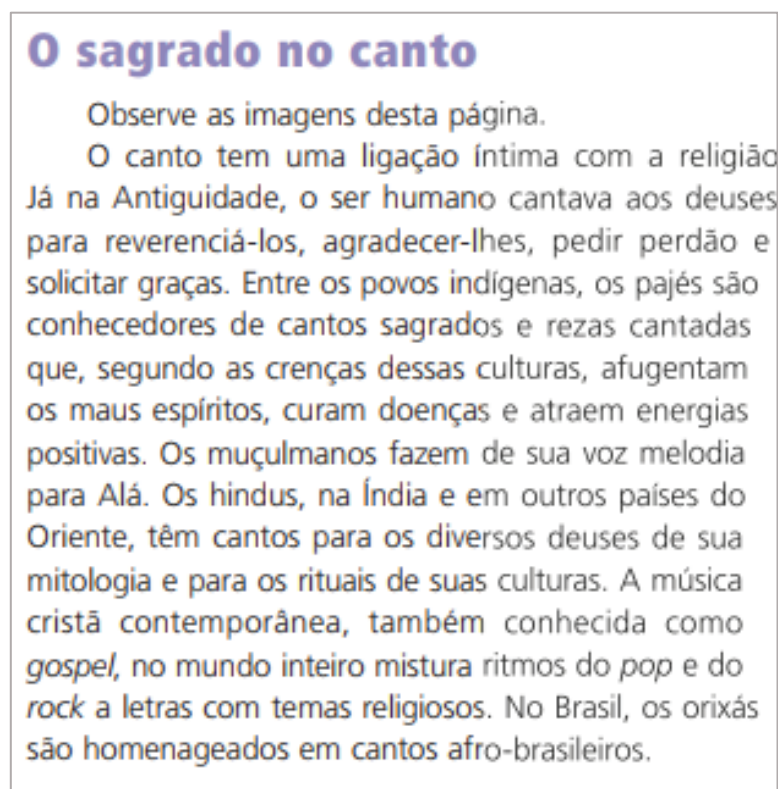 O sagrado no canto
Observe as imagens desta página.
O canto tem uma ligação íntima com a religião
Já na Antiguidade, o ser humano cantava aos deuses
para reverenciá-los, agradecer-lhes, pedir perdão e
solicitar graças. Entre os povos indígenas, os pajés são
conhecedores de cantos sagrados e rezas cantadas
que, segundo as crenças dessas culturas, afugentam
os maus espíritos, curam doenças e atraem energias
positivas. Os muçulmanos fazem de sua voz melodia
para Alá. Os hindus, na Índia e em outros países do
Oriente, têm cantos para os diversos deuses de sua
mitologia e para os rituais de suas culturas. A música
cristã contemporânea, também conhecida como
gospel, no mundo inteiro mistura ritmos do pop e do
rock a letras com temas religiosos. No Brasil, os orixás
são homenageados em cantos afro-brasileiros.